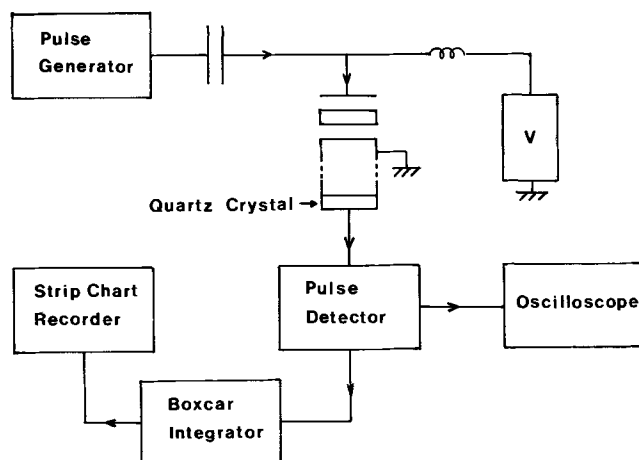 Pulse
Generator
V
Quartz Crystal
Pulse
Detector
Oscilloscope
Strip Chart
Recorder
Boxcar
Integrator